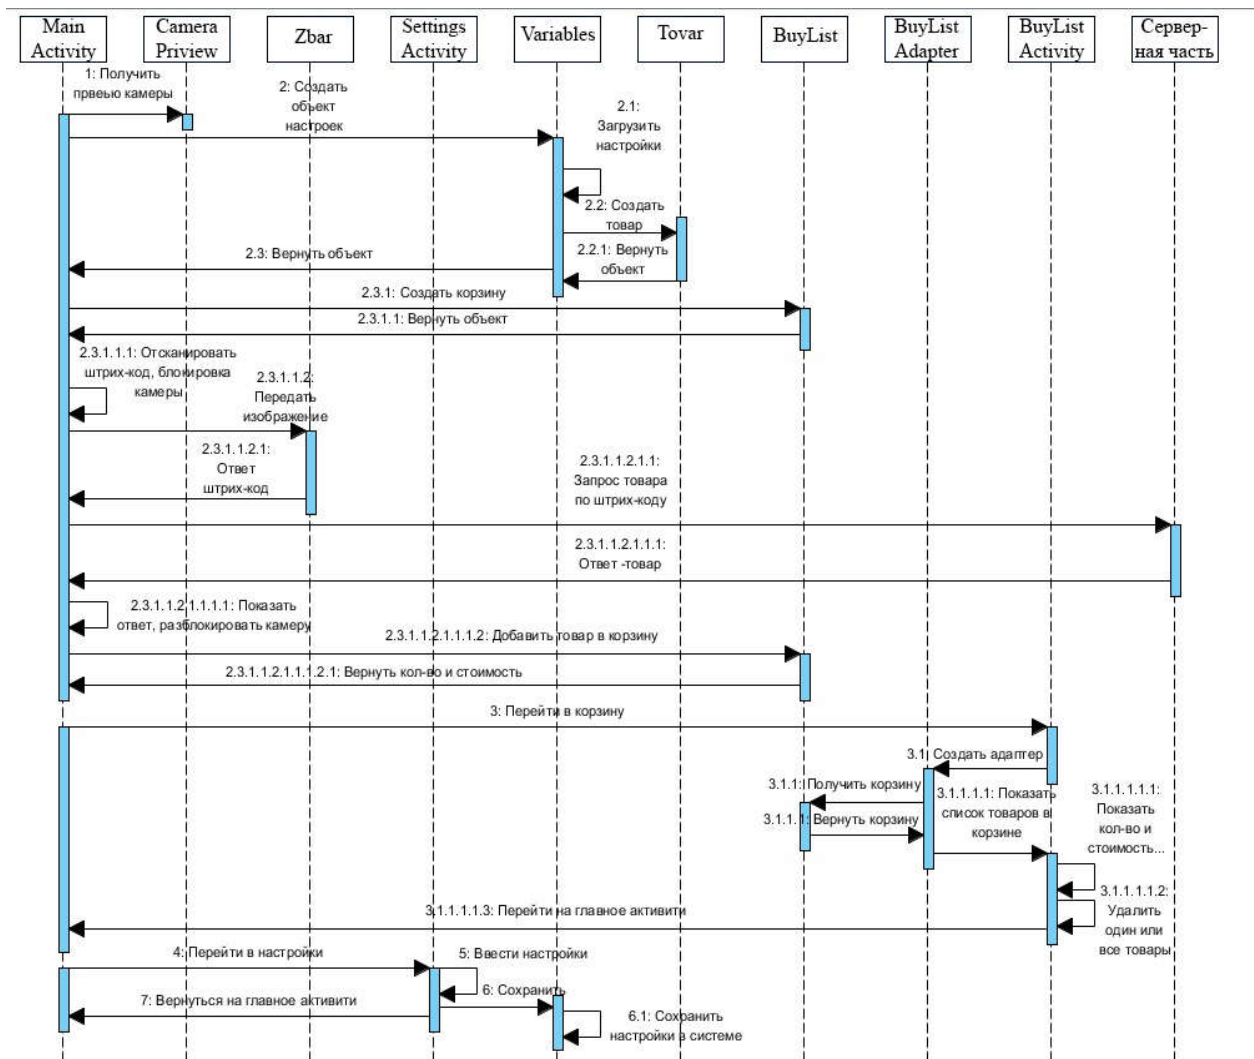 Main
Activity
Camera
Priview
Zbar
Settings
Activity
Variables
Tovar
BuyList
BuyList
Adapter
BuyList
Activity
Сервер-
ная часть
1: Получить
првеью камеры
2: Создать
объект
настроек
2.1:
Загрузить
настройки
2.2: Создать
товар
2.2.1: Вернуть
объект
2.3: Вернуть объект
2.3.1: Создать корзину
2.3.1.1: Вернуть объект
2.3.1.1.1: Отсканировать
штрих-код, блокировка
камеры
2.3.1.1.2:
Передать
изображение
2.3.1.1.2.1:
Ответ
штрих-код
2.3.1.1.2.1.1:
Запрос товара
по штрих-коду
2.3.1.1.2.1.1.1:
Ответ -товар
2.3.1.1.2.1.1.1.1: Показать
ответ, разблокировать камеру
2.3.1.1.2.1.1.1.2: Добавить товар в корзину
2.3.1.1.2.1.1.1.2.1: Вернуть кол-во и стоимость
3: Перейти в корзину
3.1: Создать адаптер
3.1.1: Получить корзину
3.1.1.1: Вернуть корзину
3.1.1.1.1: Показать
список товаров в
корзине
3.1.1.1.1.1:
Показать
кол-во и
стоимость...
3.1.1.1.1.2:
Удалить
один или
все товары
3.1.1.1.1.3: Перейти на главное активити
4: Перейти в настройки
5: Ввести настройки
6: Сохранить
7: Вернуться на главное активити
6.1: Сохранить
настройки в системе